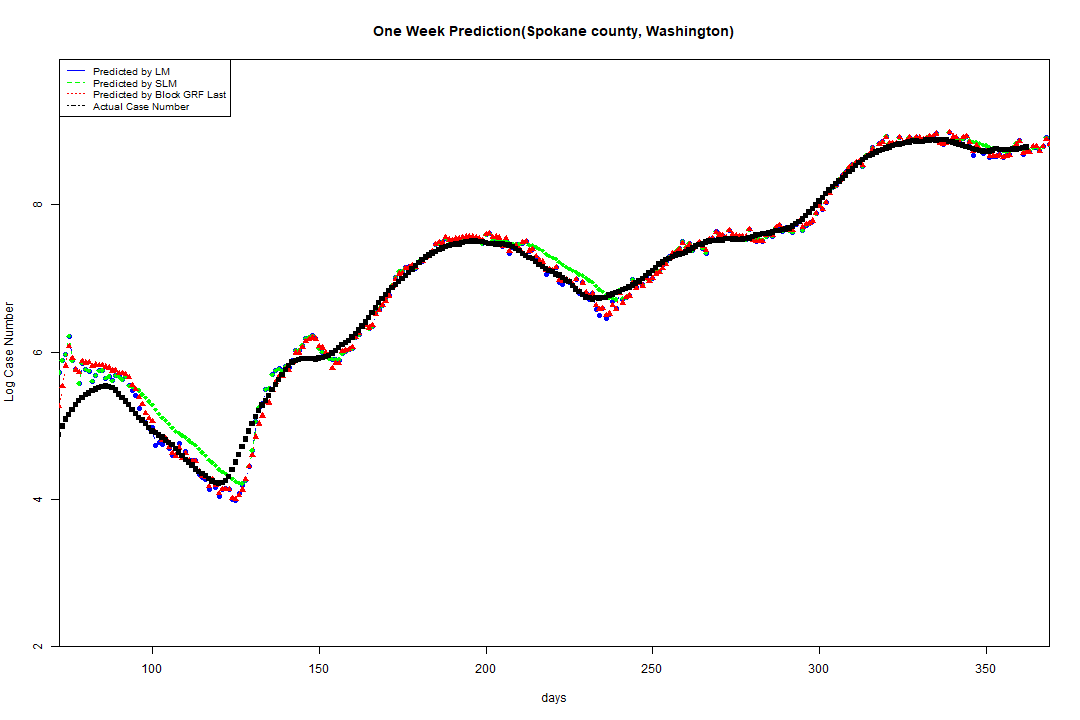 One Week Prediction(Spokane county, Washington)
Predicted by LM
Predicted by SLM
Predicted by Block GRF Last
Actual Case Number
8
6
4
2
Log Case Number
100 150 200 250 300 350
days